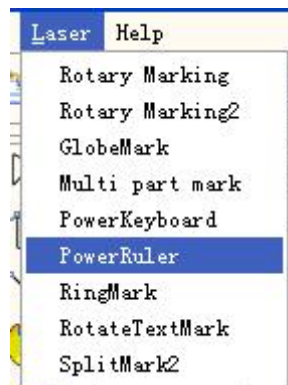 Laser Help
Rotary Marking
Rotary Marking2
GlobeMark
Multi part mark
PowerKeyboard
PowerRuler
RingMark
RotateTextMark
SplitMark2